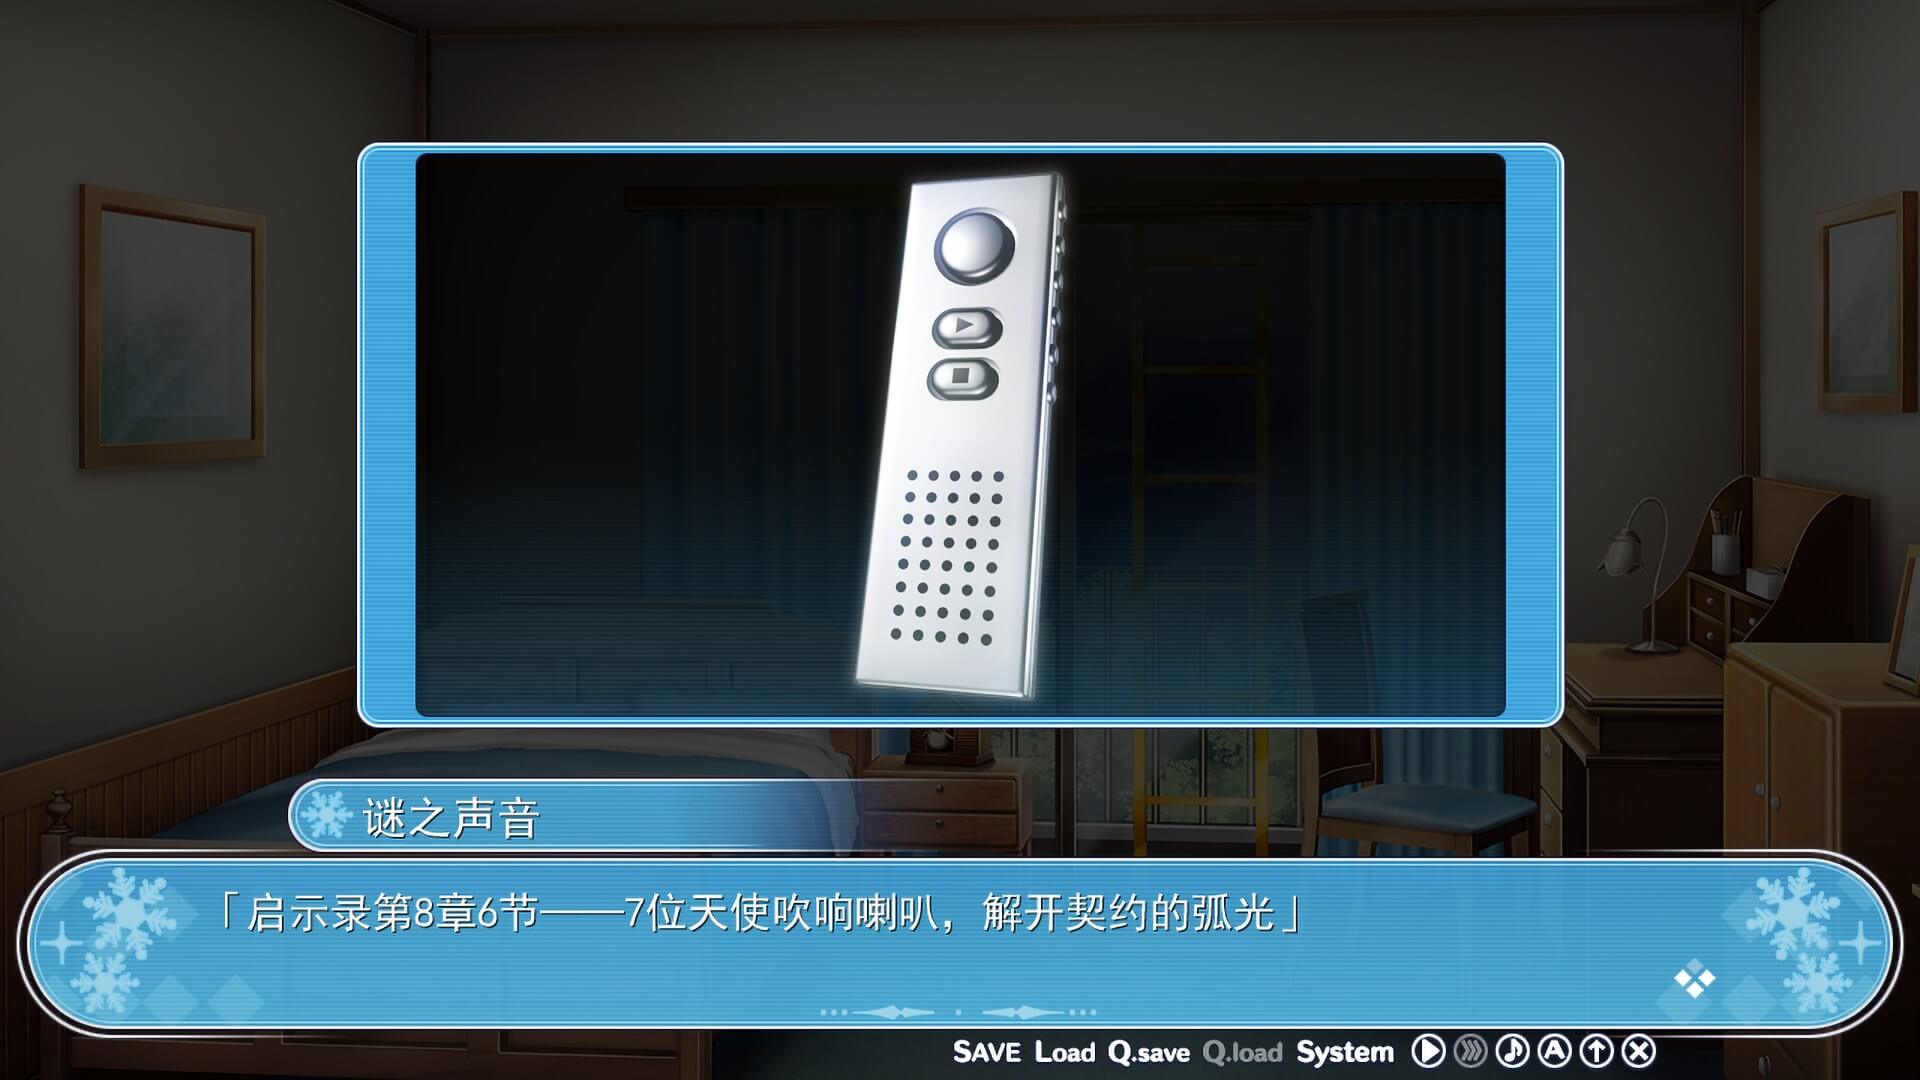 谜之声音
「启示录第8章6节——7位天使吹响喇叭，解开契约的弧光」
SAVE Load Q.save Q.load System